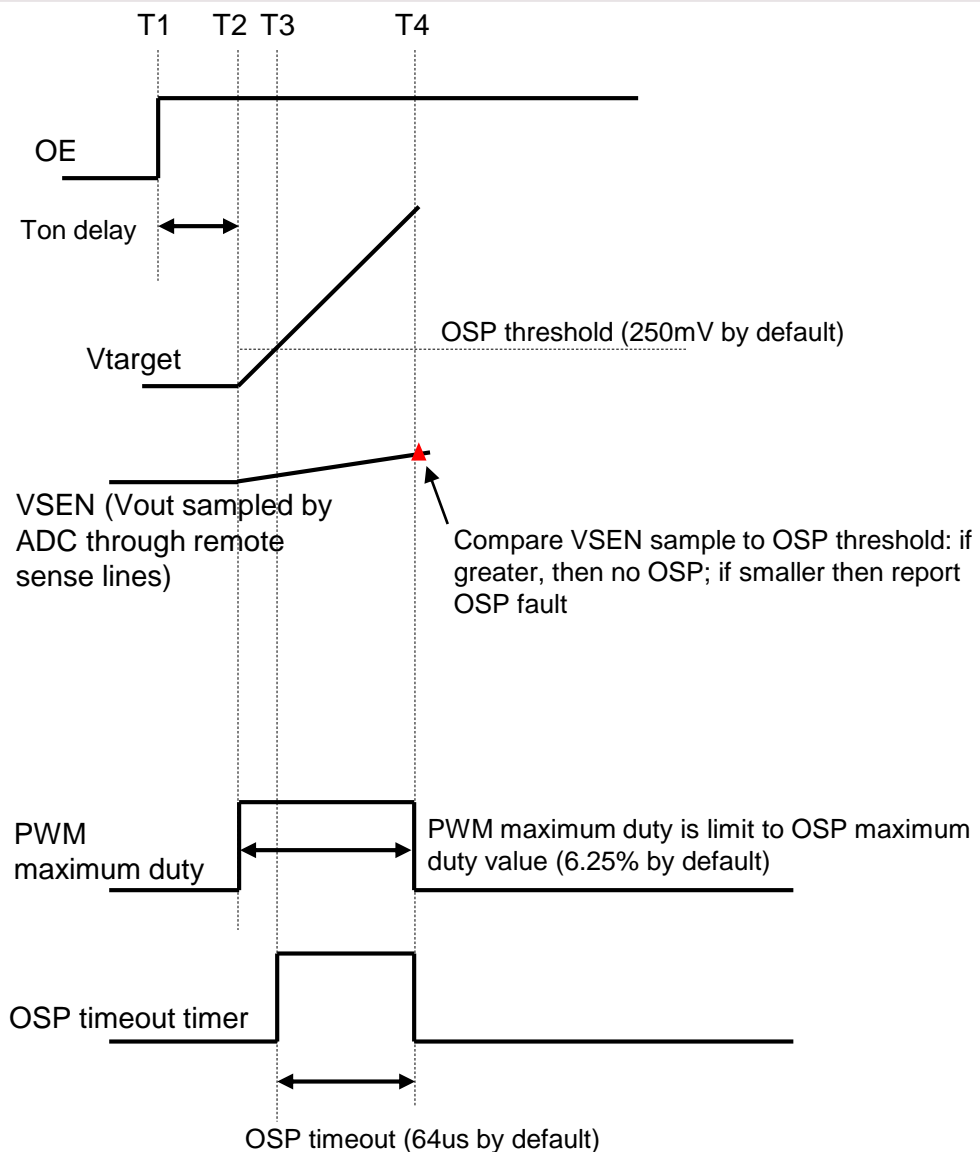 T1
T2
T3
T4
OE
Ton delay
OSP threshold (250mV by default)
Vtarget
VSEN (Vout sampled by
ADC through remote
sense lines)
Compare VSEN sample to OSP threshold: if
greater, then no OSP; if smaller then report
OSP fault
PWM
maximum duty
PWM maximum duty is limit to OSP maximum
duty value (6.25% by default)
OSP timeout timer
OSP timeout (64us by default)